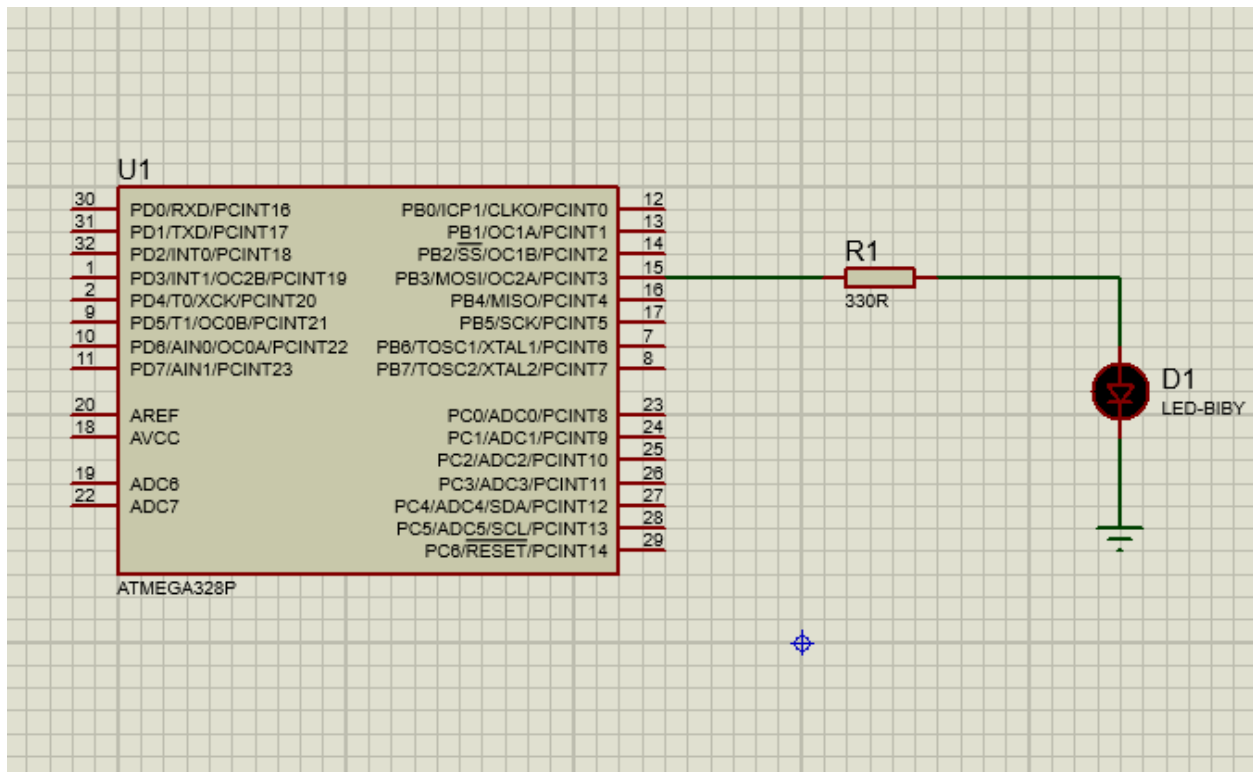 U1
30 PD0/RXD/PCINT16 PB0/ICP1/CLKO/PCINT0 12
31 PD1/TXD/PCINT17 PB1/OC1A/PCINT1 13
32 PD2/INT0/PCINT18 PB2/SS/OC1B/PCINT2 14
1 PD3/INT1/OC2B/PCINT19 PB3/MOSI/OC2A/PCINT3 15
2 PD4/T0/XCK/PCINT20 PB4/MISO/PCINT4 16
9 PD5/T1/OC0B/PCINT21 PB5/SCK/PCINT5 17
10 PD6/AIN0/OC0A/PCINT22 PB6/TOSC1/XTAL1/PCINT6 7
11 PD7/AIN1/PCINT23 PB7/TOSC2/XTAL2/PCINT7 8
20 AREF PC0/ADC0/PCINT8 23
18 AVCC PC1/ADC1/PCINT9 24
PC2/ADC2/PCINT10 25
19 ADC6 PC3/ADC3/PCINT11 26
22 ADC7 PC4/ADC4/SDA/PCINT12 27
PC5/ADC5/SCL/PCINT13 28
PC6/RESET/PCINT14 29
ATMEGA328P
R1
330R
D1
LED-BIBY